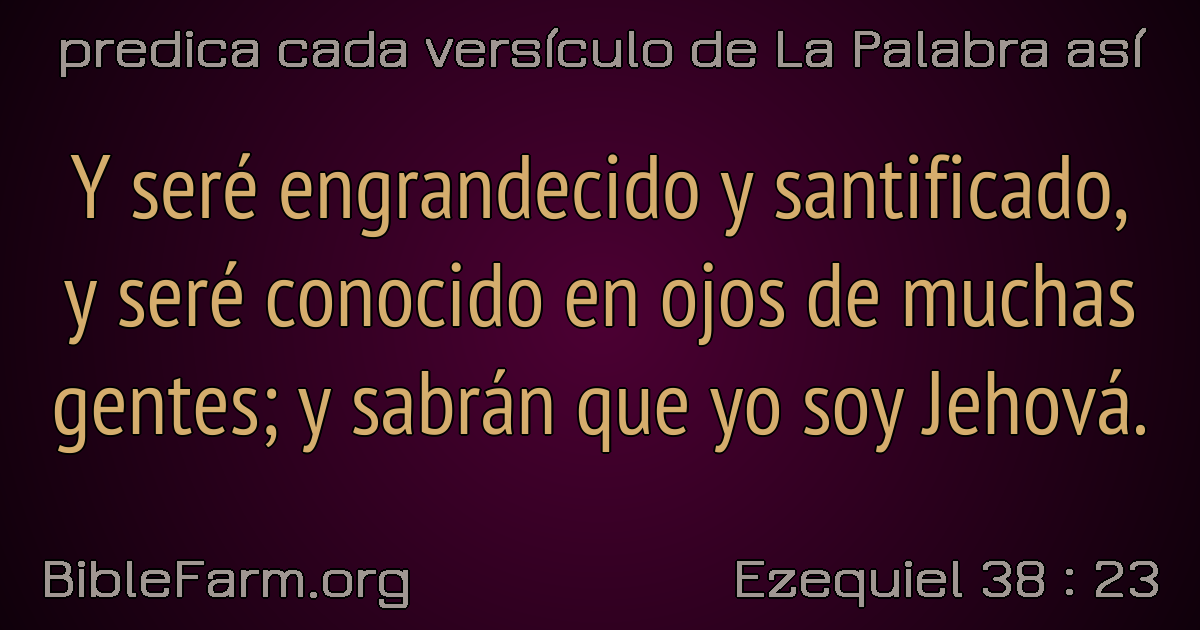 predica cada versículo de La Palabra así
Y seré engrandecido y santificado,
y seré conocido en ojos de muchas
gentes; y sabrán que yo soy Jehová.
BibleFarm.org
Ezequiel 38 : 23